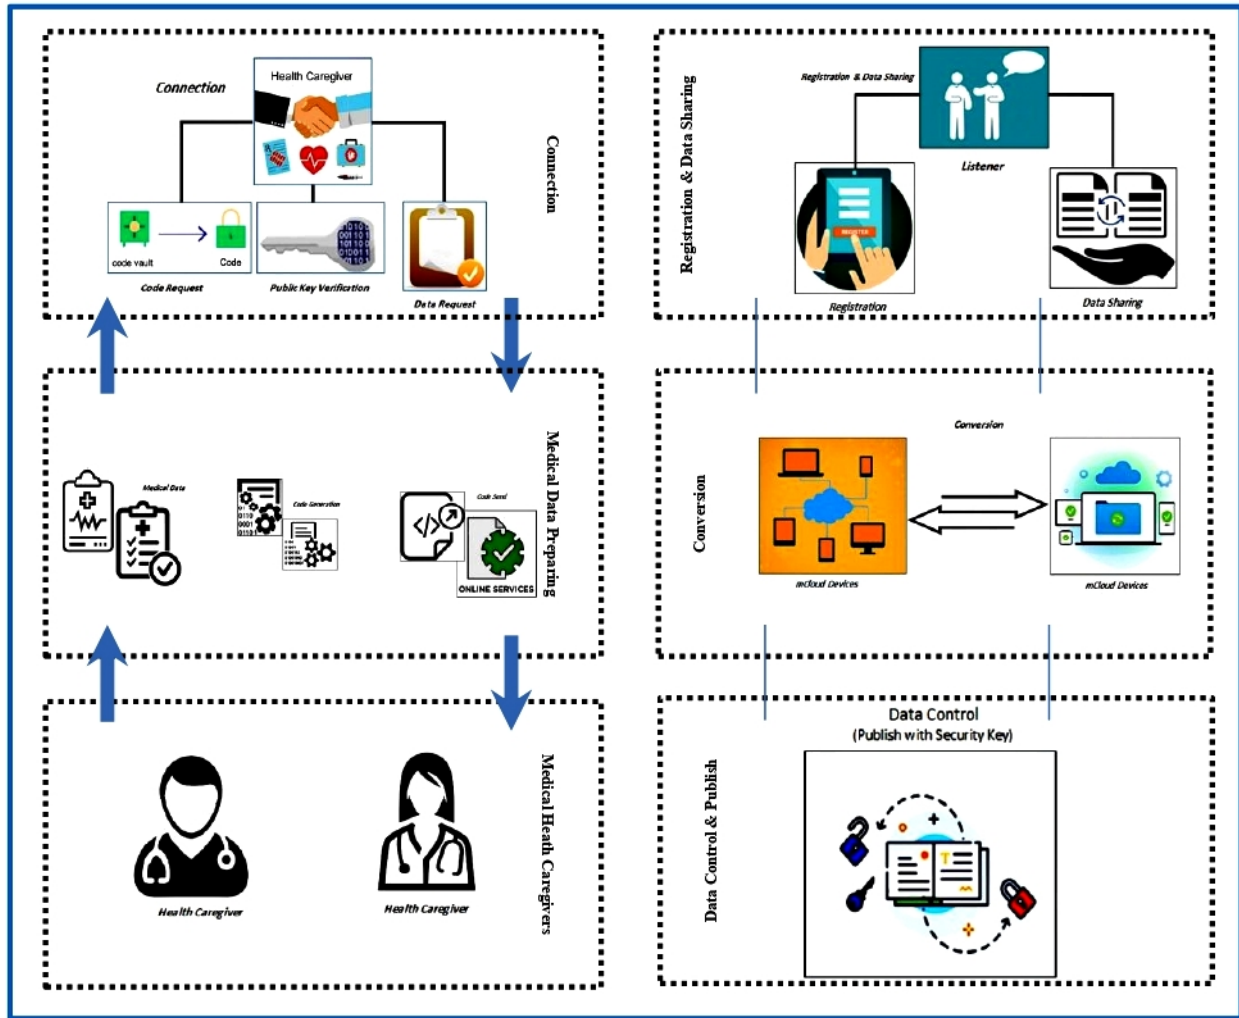 Health Caregiver
Connection
code vault
Code
Code Request
Public Key Verification
Data Request
Connection
Medical Data
Code Generation
Code Send
ONLINE SERVICES
Medical Data Preparing
Health Caregiver
Health Caregiver
Medical Heath Caregivers
Registration & Data Sharing
Registration & Data Sharing
Listener
REGISTER
Registration
Data Sharing
Conversion
Conversion
mCloud Devices
mCloud Devices
Data Control & Publish
Data Control
(Publish with Security Key)